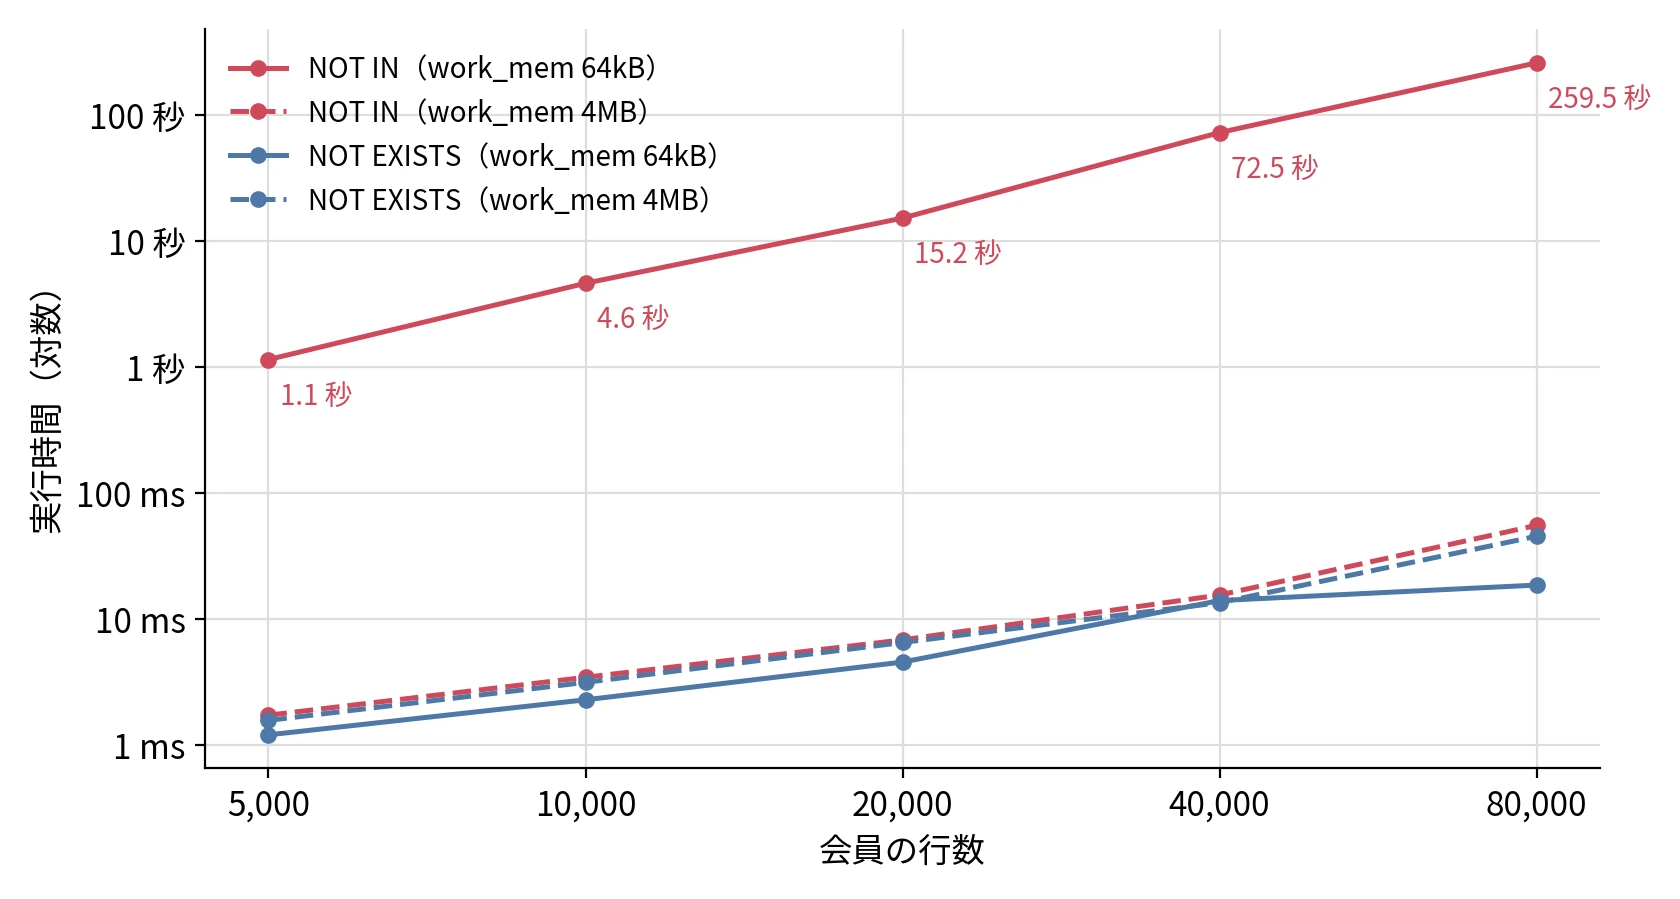 NOT IN（work_mem 64kB）
NOT IN（work_mem 4MB）
NOT EXISTS（work_mem 64kB）
NOT EXISTS（work_mem 4MB）
実行時間（対数）
100 秒
10 秒
1 秒
100 ms
10 ms
1 ms
1.1 秒
4.6 秒
15.2 秒
72.5 秒
259.5 秒
5,000
10,000
20,000
40,000
80,000
会員の行数